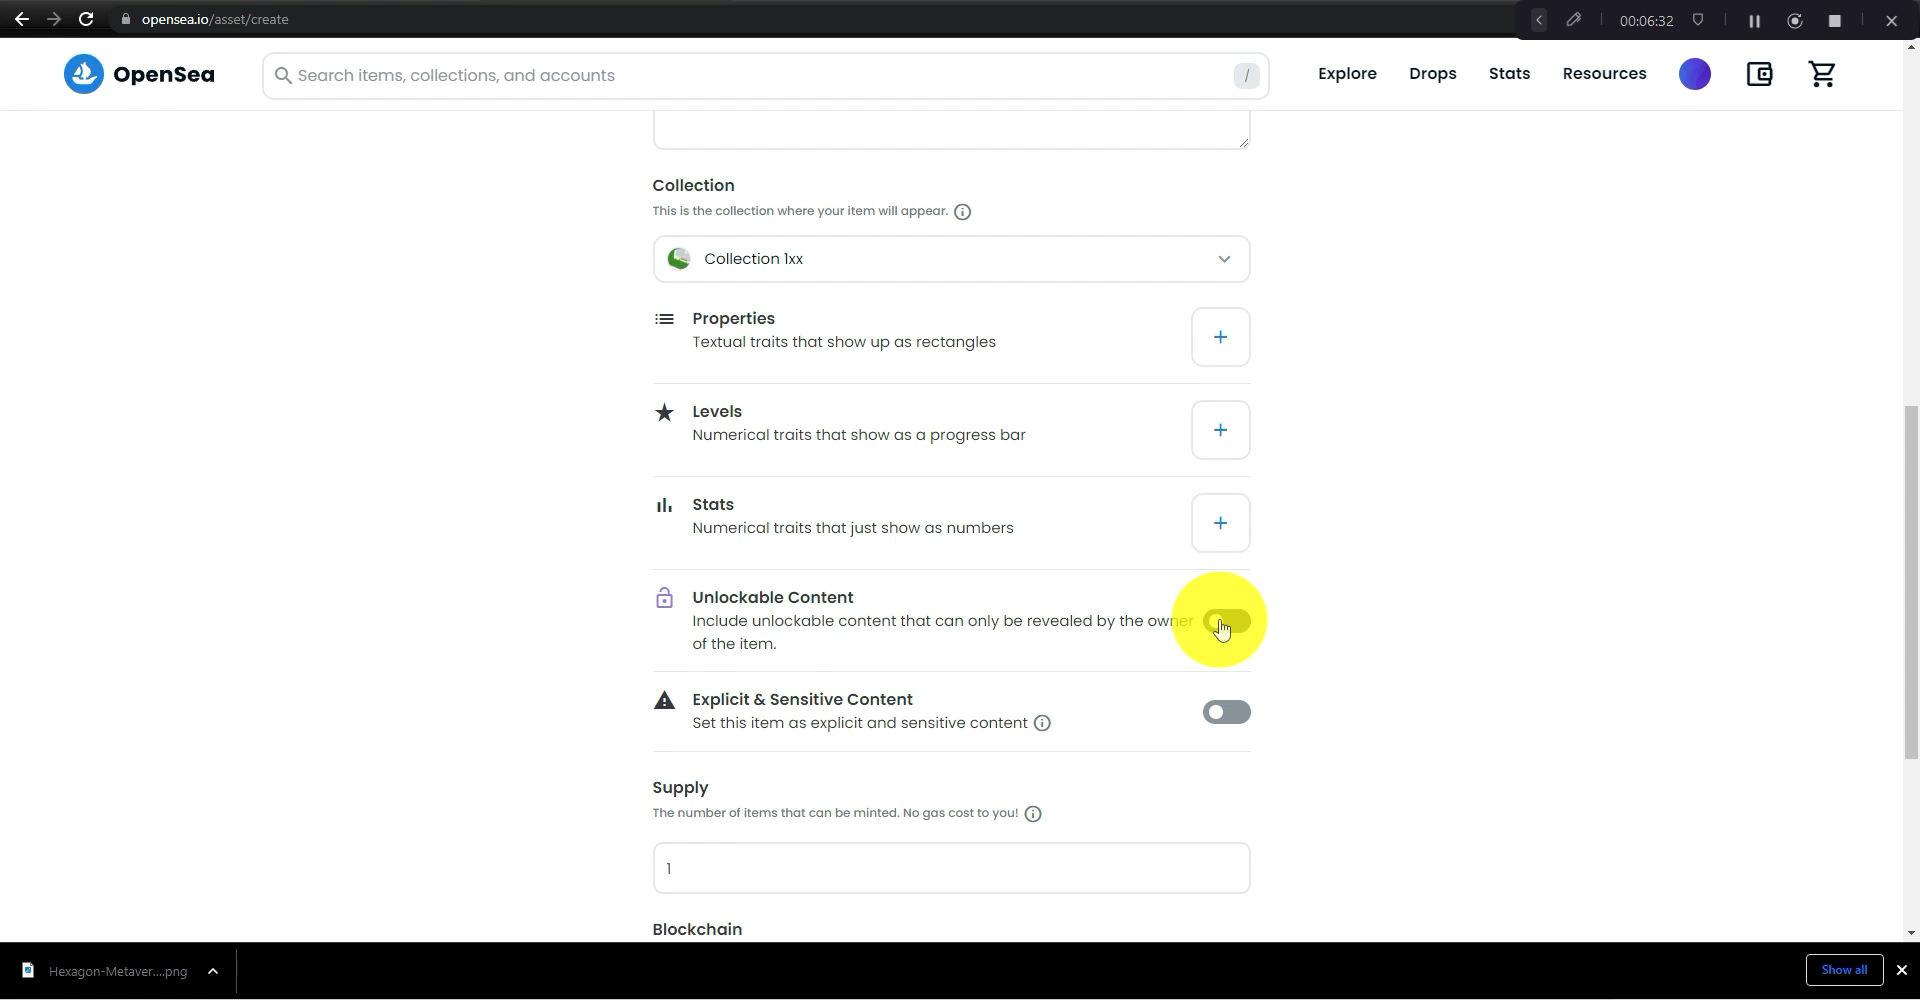 opensea.io/asset/create
00:06:32
OpenSea
Search items, collections, and accounts
/
Explore
Drops
Stats
Resources
Collection
This is the collection where your item will appear.
Collection 1xx
Properties
Textual traits that show up as rectangles
Levels
Numerical traits that show as a progress bar
Stats
Numerical traits that just show as numbers
Unlockable Content
Include unlockable content that can only be revealed by the owner
of the item.
Explicit & Sensitive Content
Set this item as explicit and sensitive content
Supply
The number of items that can be minted. No gas cost to you!
1
Blockchain
Hexagon-Metaver....png
Show all